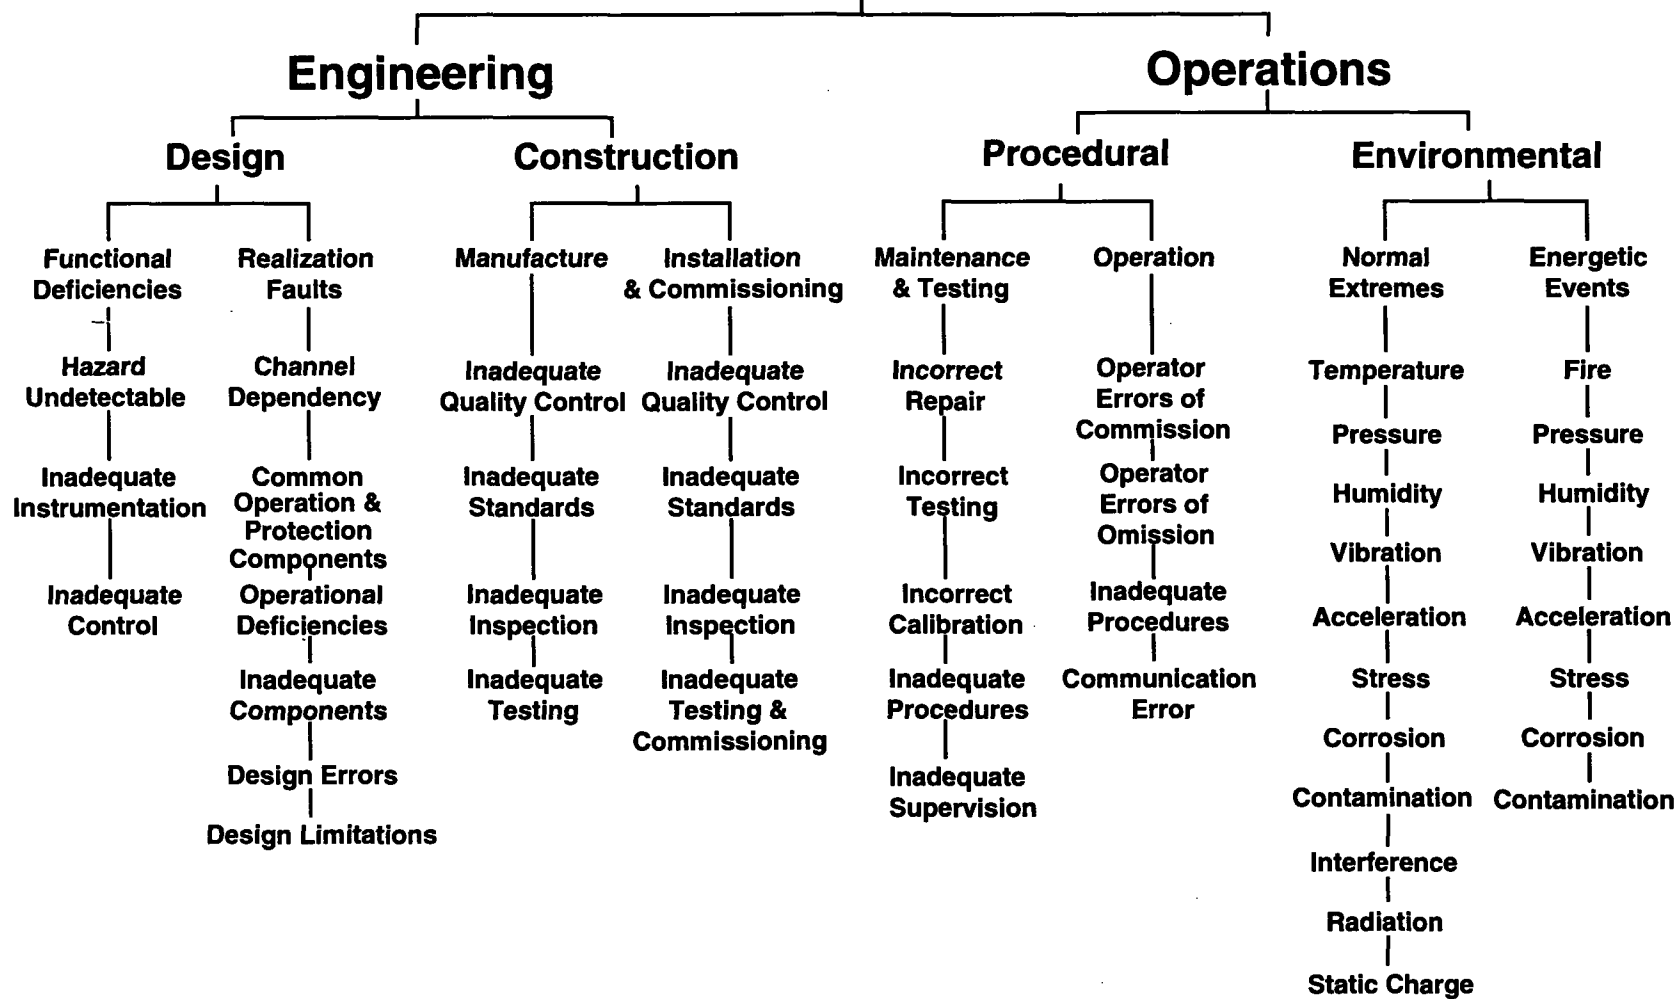 Engineering
Operations
Design
Construction
Procedural
Environmental
Functional
Deficiencies
Hazard
Undetectable
Inadequate
Instrumentation
Inadequate
Control
Realization
Faults
Channel
Dependency
Common
Operation &
Protection
Components
Operational
Deficiencies
Inadequate
Components
Design Errors
Design Limitations
Manufacture
Inadequate
Quality Control
Inadequate
Standards
Inadequate
Inspection
Inadequate
Testing
Installation
& Commissioning
Inadequate
Quality Control
Inadequate
Standards
Inadequate
Inspection
Inadequate
Testing &
Commissioning
Maintenance
& Testing
Incorrect
Repair
Incorrect
Testing
Incorrect
Calibration
Inadequate
Procedures
Inadequate
Supervision
Operation
Operator
Errors of
Commission
Operator
Errors of
Omission
Inadequate
Procedures
Communication
Error
Normal
Extremes
Temperature
Pressure
Humidity
Vibration
Acceleration
Stress
Corrosion
Contamination
Interference
Radiation
Static Charge
Energetic
Events
Fire
Pressure
Humidity
Vibration
Acceleration
Stress
Corrosion
Contamination